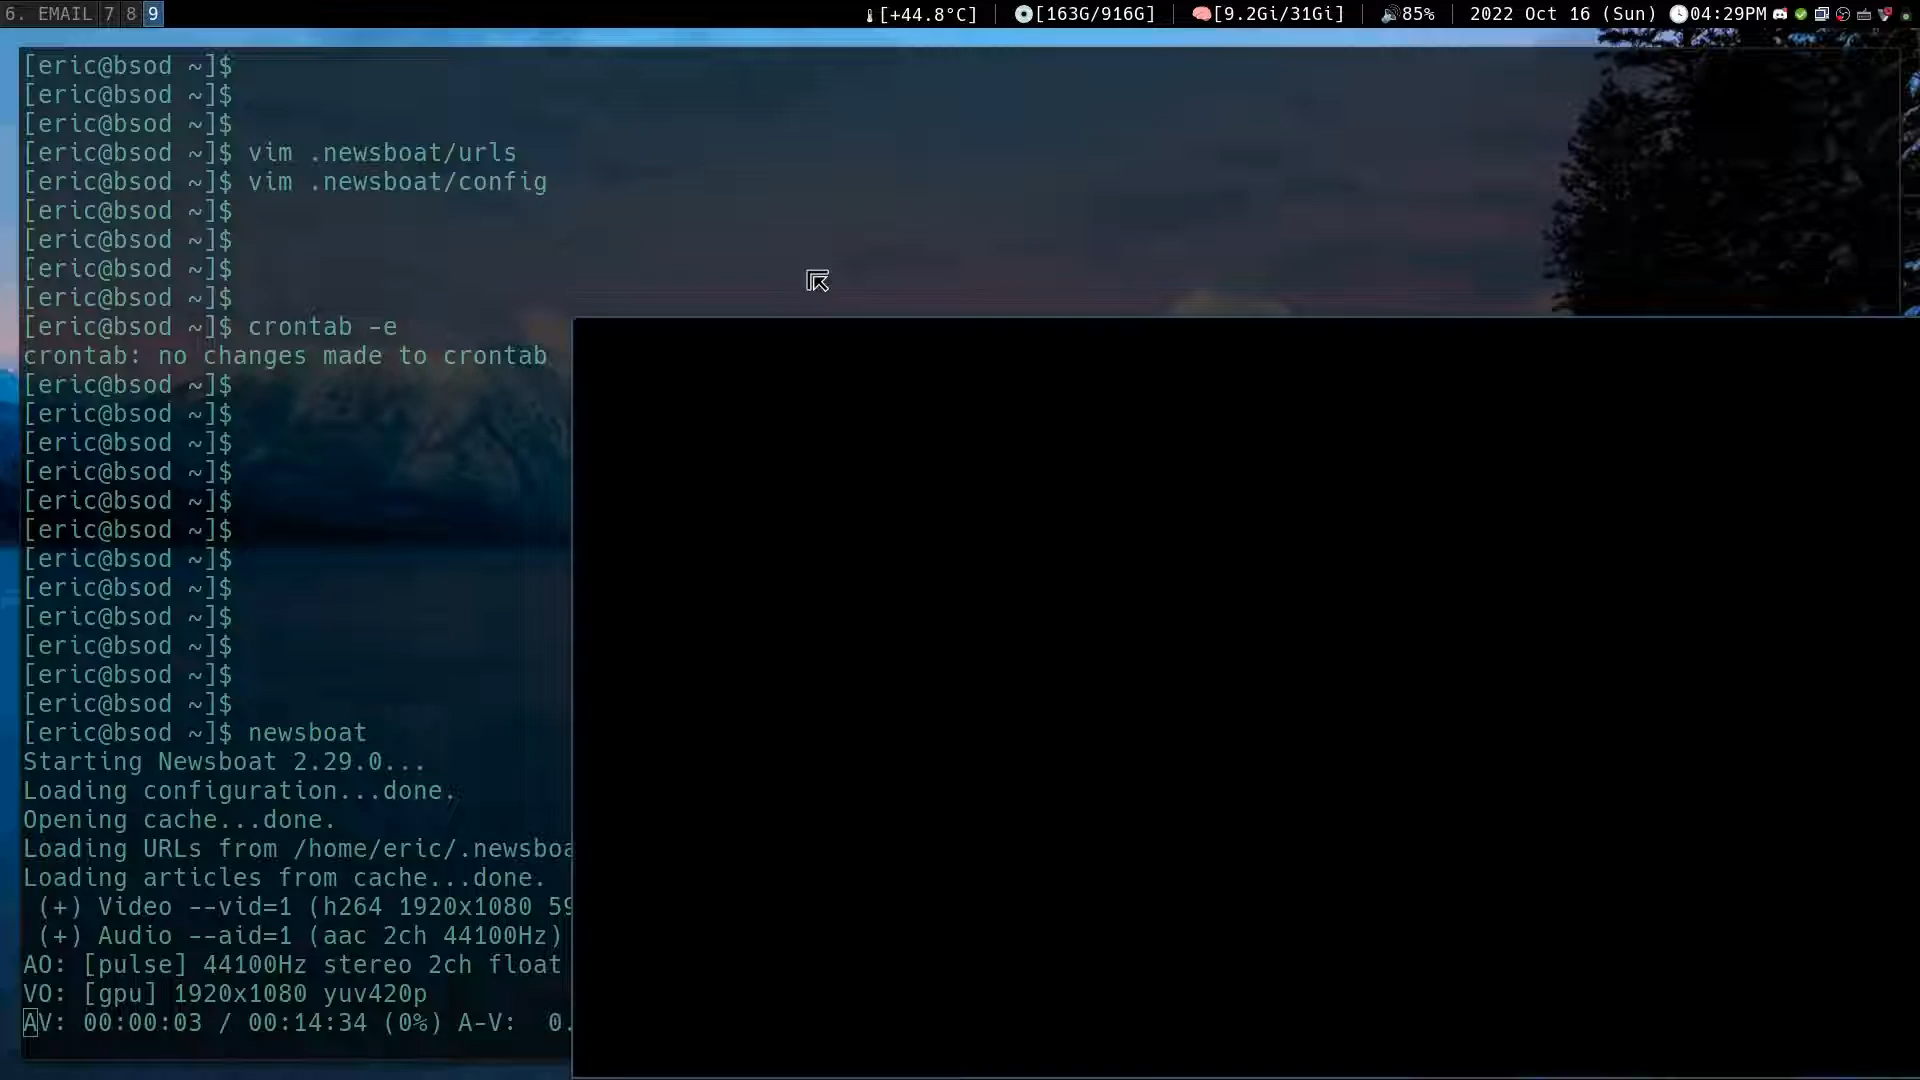 6. EMAIL 7 8 9 [+44.8°C] [163G/916G] [9.2Gi/31Gi] 85% 2022 Oct 16 (Sun) 04:29PM
[eric@bsod ~]$
[eric@bsod ~]$
[eric@bsod ~]$
[eric@bsod ~]$ vim .newsboat/urls
[eric@bsod ~]$ vim .newsboat/config
[eric@bsod ~]$
[eric@bsod ~]$
[eric@bsod ~]$
[eric@bsod ~]$
[eric@bsod ~]$ crontab -e
crontab: no changes made to crontab
[eric@bsod ~]$
[eric@bsod ~]$
[eric@bsod ~]$
[eric@bsod ~]$
[eric@bsod ~]$
[eric@bsod ~]$
[eric@bsod ~]$
[eric@bsod ~]$
[eric@bsod ~]$
[eric@bsod ~]$
[eric@bsod ~]$
[eric@bsod ~]$
[eric@bsod ~]$ newsboat
Starting Newsboat 2.29.0...
Loading configuration...done.
Opening cache...done.
Loading URLs from /home/eric/.newsboa
Loading articles from cache...done.
(+) Video --vid=1 (h264 1920x1080 59
(+) Audio --aid=1 (aac 2ch 44100Hz)
AO: [pulse] 44100Hz stereo 2ch float
VO: [gpu] 1920x1080 yuv420p
AV: 00:00:03 / 00:14:34 (0%) A-V: 0.